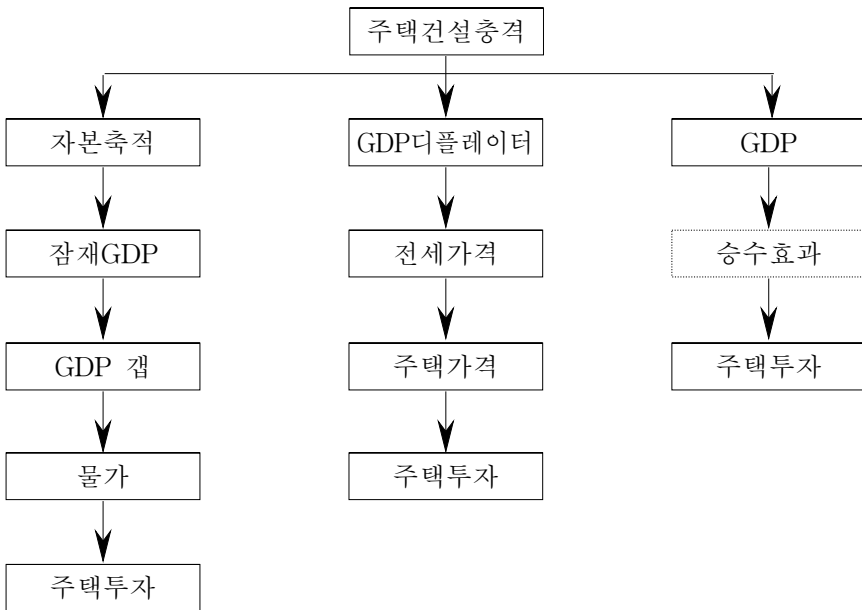 주택건설충격
자본축적
GDP디플레이터
GDP
잠재GDP
전세가격
승수효과
GDP 갭
주택가격
주택투자
물가
주택투자
주택투자